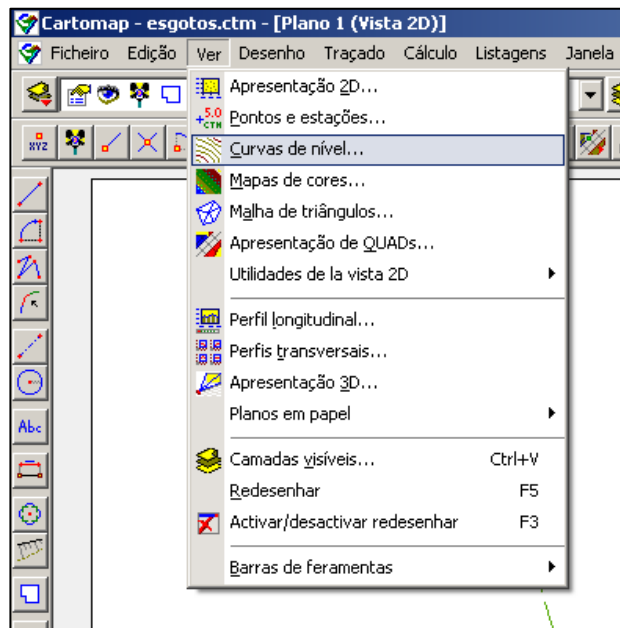 Cartomap - esgotos.ctm - [Plano 1 (Vista 2D)]
Ficheiro Edição Ver Desenho Traçado Cálculo Listagens Janela
Apresentação 2D...
+5.0 CTM Pontos e estações...
XYZ Curvas de nível...
Mapas de cores...
Malha de triângulos...
Apresentação de QUADs...
Utilidades de la vista 2D
Perfil longitudinal...
Perfis transversais...
Apresentação 3D...
Planos em papel
Abc
Camadas visíveis... Ctrl+V
Redesenhar F5
Activar/desactivar redesenhar F3
Barras de feramentas